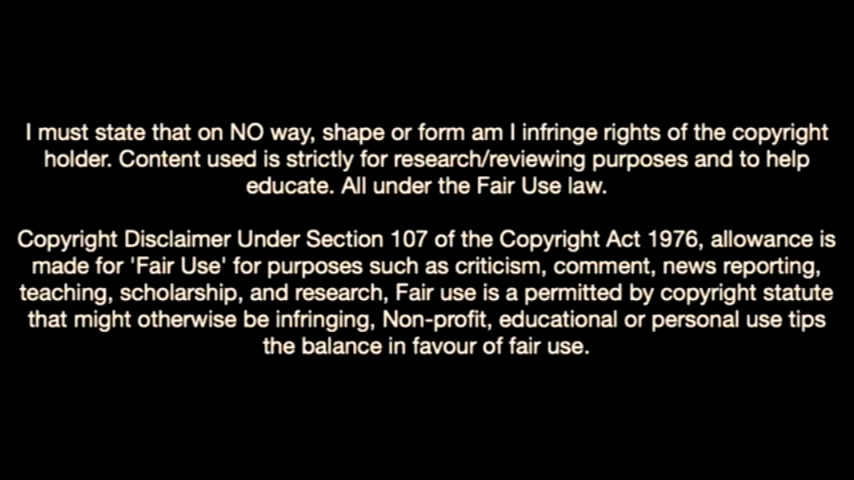 I must state that on NO way, shape or form am I infringe rights of the copyright
holder. Content used is strictly for research/reviewing purposes and to help
educate. All under the Fair Use law.
Copyright Disclaimer Under Section 107 of the Copyright Act 1976, allowance is
made for 'Fair Use' for purposes such as criticism, comment, news reporting,
teaching, scholarship, and research, Fair use is a permitted by copyright statute
that might otherwise be infringing, Non-profit, educational or personal use tips
the balance in favour of fair use.